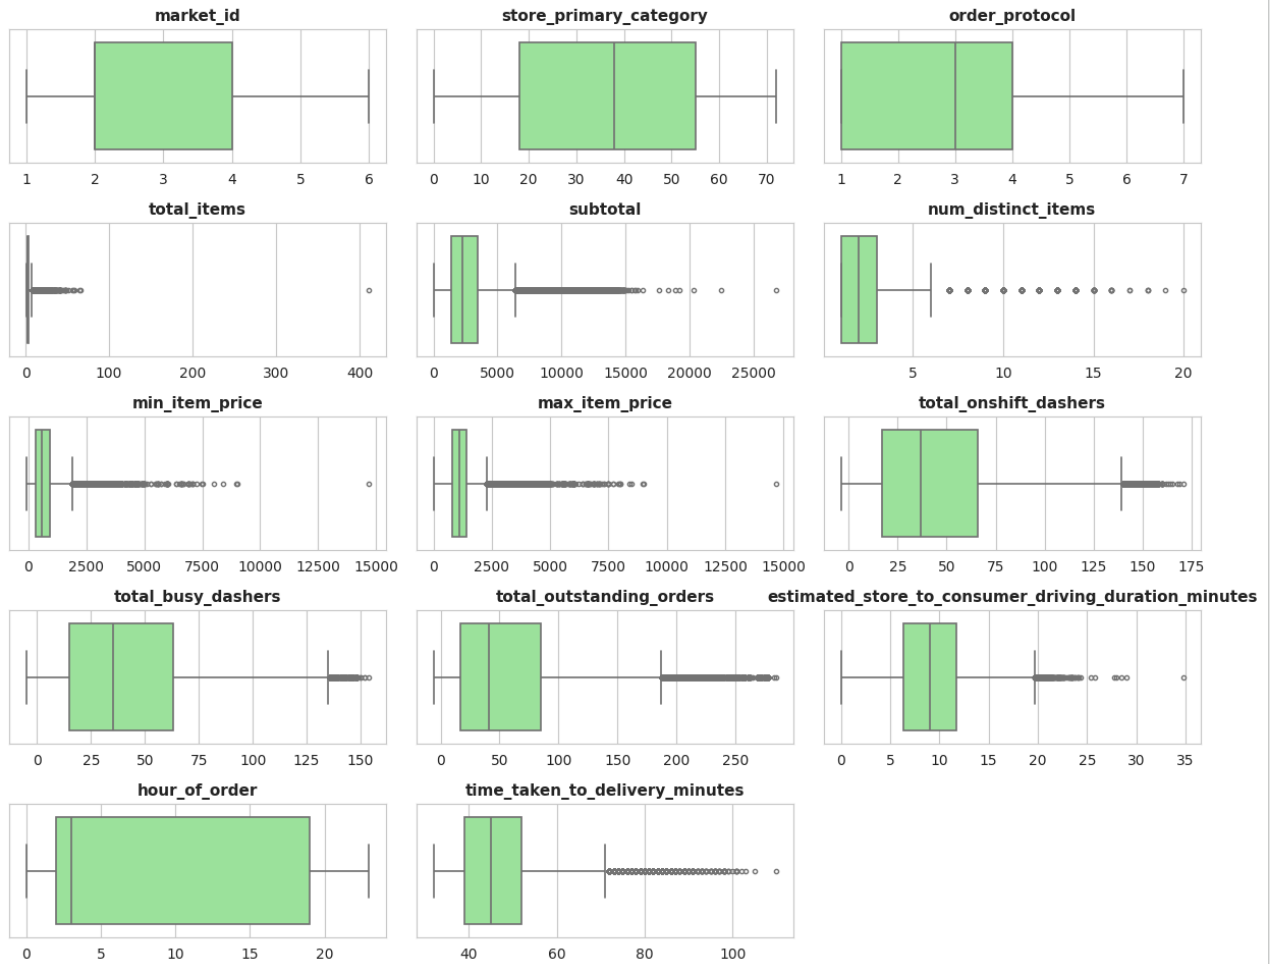 market_id store_primary_category order_protocol
1 2 3 4 5 6 0 10 20 30 40 50 60 70 1 2 3 4 5 6 7
total_items subtotal num_distinct_items
0 100 200 300 400 0 5000 10000 15000 20000 25000 5 10 15 20
min_item_price max_item_price total_onshift_dashers
0 2500 5000 7500 10000 12500 15000 0 2500 5000 7500 10000 12500 15000 0 25 50 75 100 125 150 175
total_busy_dashers total_outstanding_orders estimated_store_to_consumer_driving_duration_minutes
0 25 50 75 100 125 150 0 50 100 150 200 250 0 5 10 15 20 25 30 35
hour_of_order time_taken_to_delivery_minutes
0 5 10 15 20 40 60 80 100